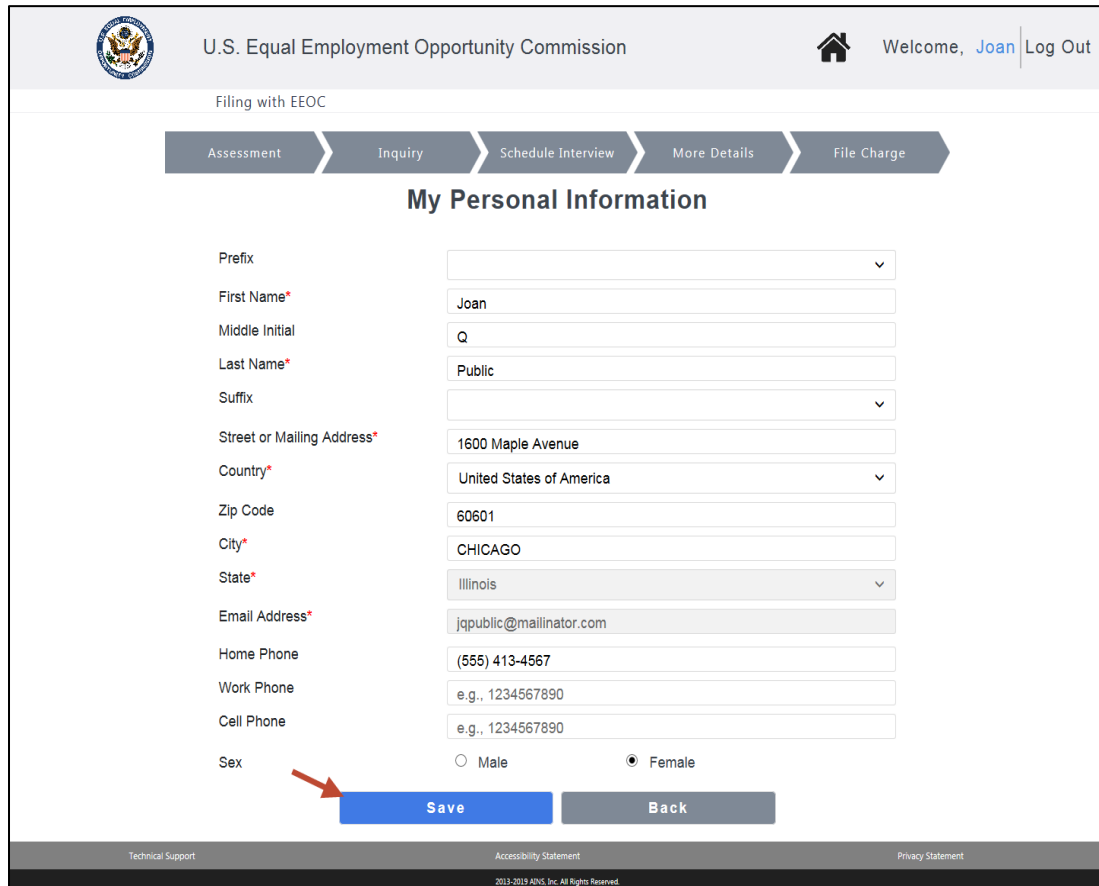 U.S. EQUAL EMPLOYMENT OPPORTUNITY COMMISSION
U.S. Equal Employment Opportunity Commission
Welcome, Joan Log Out
Filing with EEOC
Assessment Inquiry Schedule Interview More Details File Charge
My Personal Information
Prefix
First Name* Joan
Middle Initial Q
Last Name* Public
Suffix
Street or Mailing Address* 1600 Maple Avenue
Country* United States of America
Zip Code 60601
City* CHICAGO
State* Illinois
Email Address* jqpublic@mailinator.com
Home Phone (555) 413-4567
Work Phone e.g., 1234567890
Cell Phone e.g., 1234567890
Sex Male Female
Save Back
Technical Support Accessibility Statement Privacy Statement
2013-2019 AINS, Inc. All Rights Reserved.